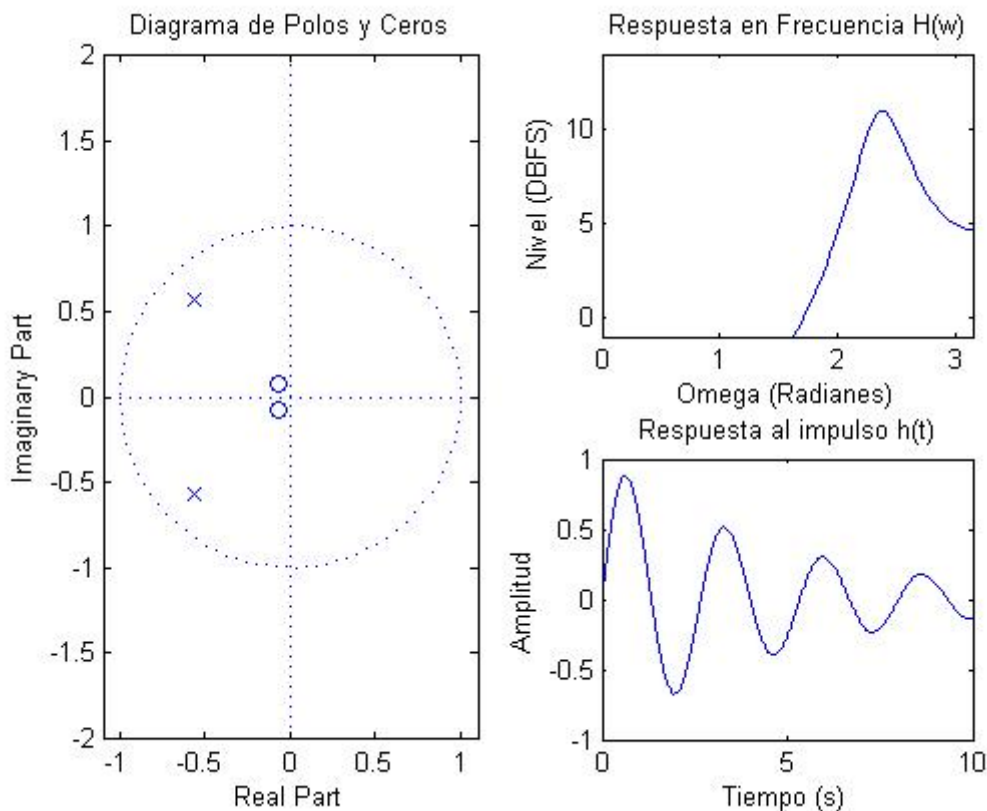 Diagrama de Polos y Ceros
2
1.5
1
0.5
0
-0.5
-1
-1.5
-2
Imaginary Part
-1 -0.5 0 0.5 1
Real Part
Respuesta en Frecuencia H(w)
10
5
0
Nivel (DBFS)
0 1 2 3
Omega (Radianes)
Respuesta al impulso h(t)
1
0.5
0
-0.5
-1
Amplitud
0 5 10
Tiempo (s)